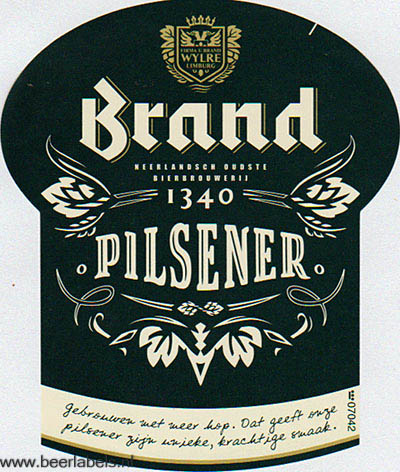 FIRMA F. BRAND
WYLRE
LIMBURG
Brand
NEERLANDSCH OUDSTE
BIERBROUWERIJ
1340
PILSENER
Gebrouwen met meer hop. Dat geeft onze
pilsener zijn unieke, krachtige smaak.
07042
www.beerlabels.nl